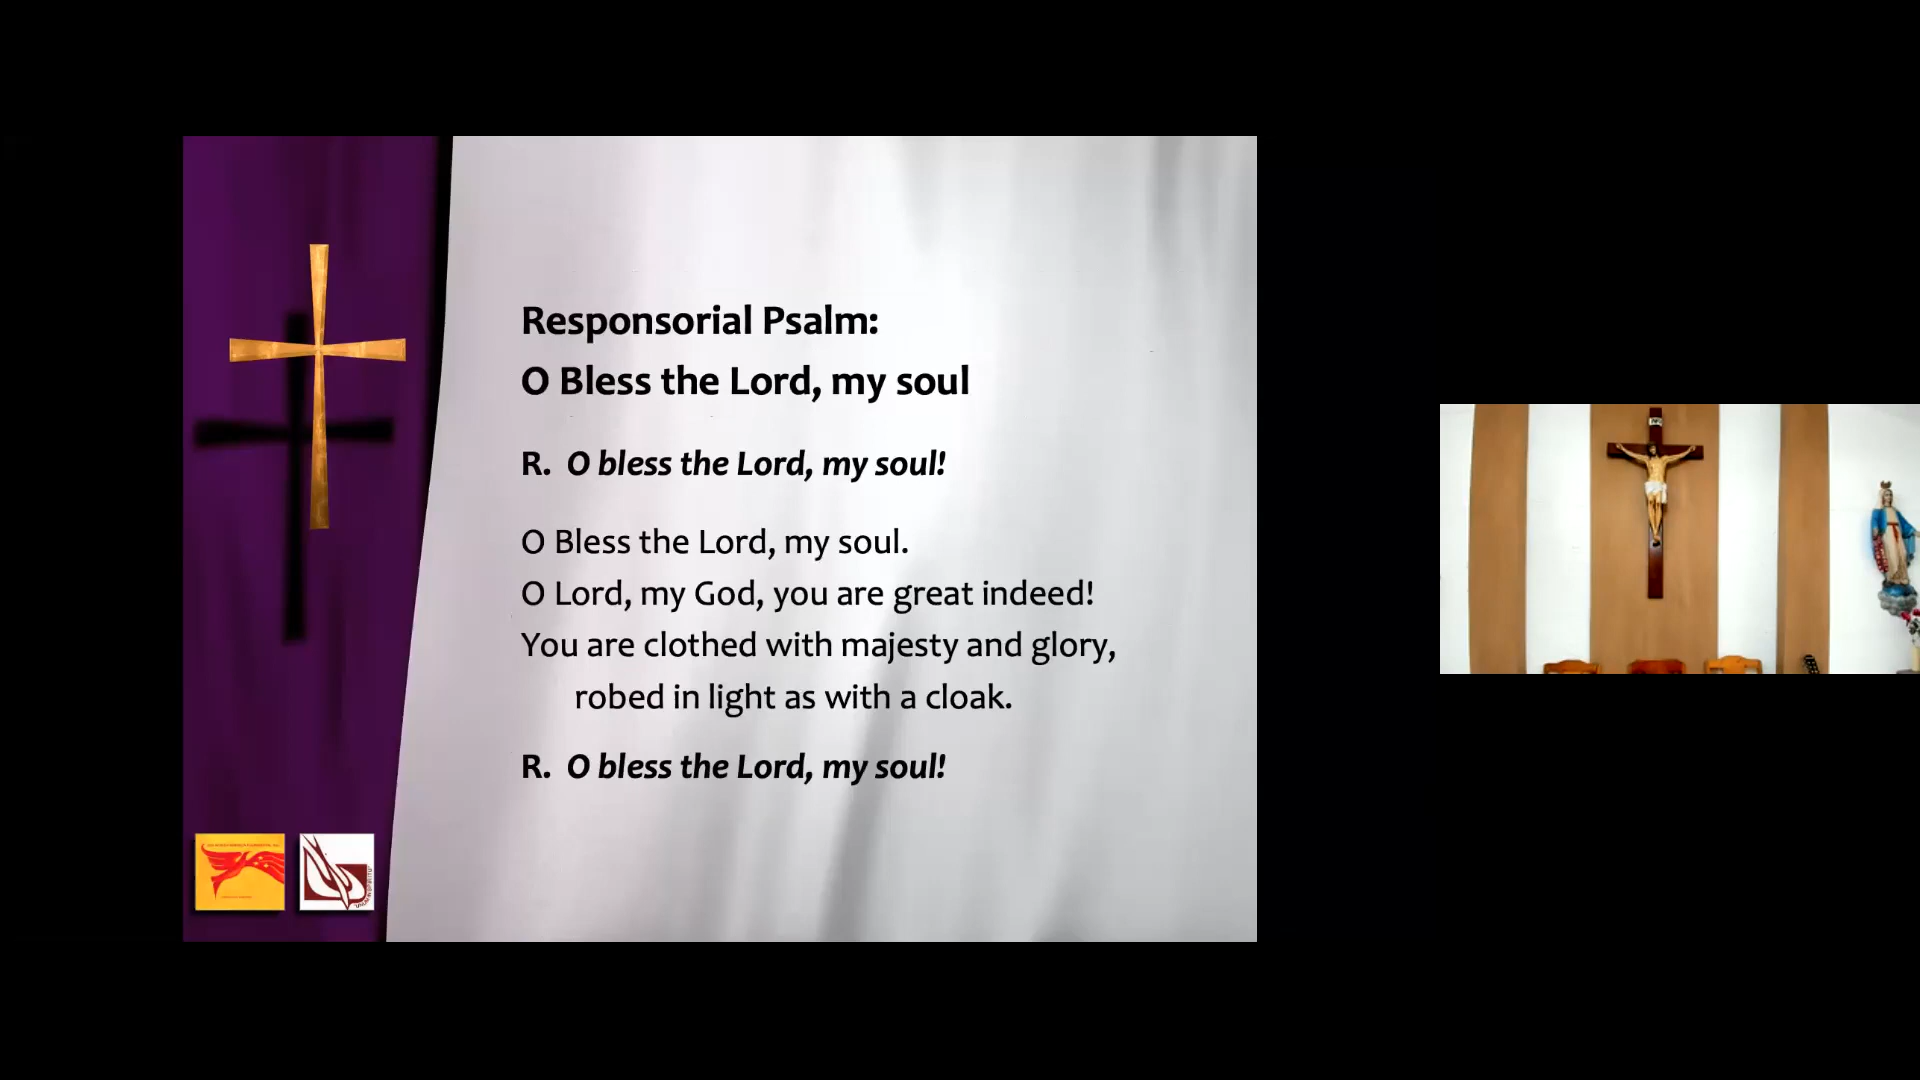 Responsorial Psalm:
O Bless the Lord, my soul
R. O bless the Lord, my soul!
O Bless the Lord, my soul.
O Lord, my God, you are great indeed!
You are clothed with majesty and glory,
robed in light as with a cloak.
R. O bless the Lord, my soul!